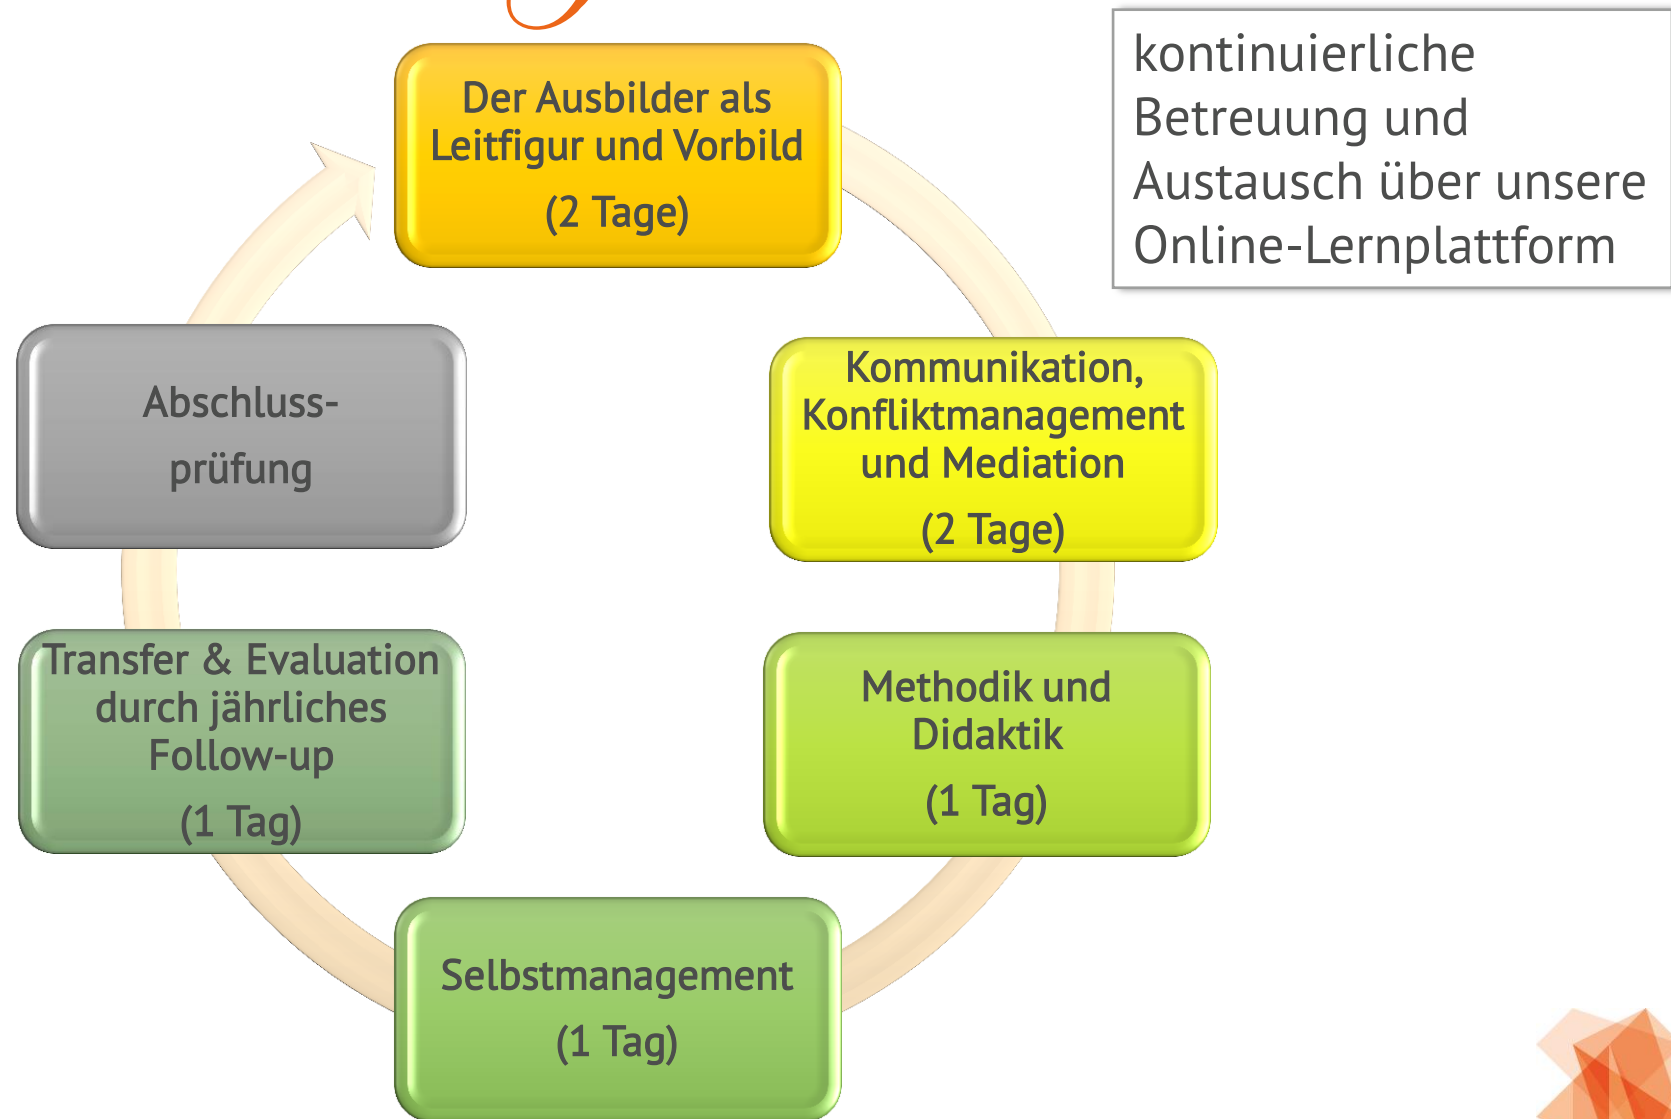 Der Ausbilder als
Leitfigur und Vorbild
(2 Tage)
kontinuierliche
Betreuung und
Austausch über unsere
Online-Lernplattform
Kommunikation,
Konfliktmanagement
und Mediation
(2 Tage)
Methodik und
Didaktik
(1 Tag)
Selbstmanagement
(1 Tag)
Transfer & Evaluation
durch jährliches
Follow-up
(1 Tag)
Abschluss-
prüfung